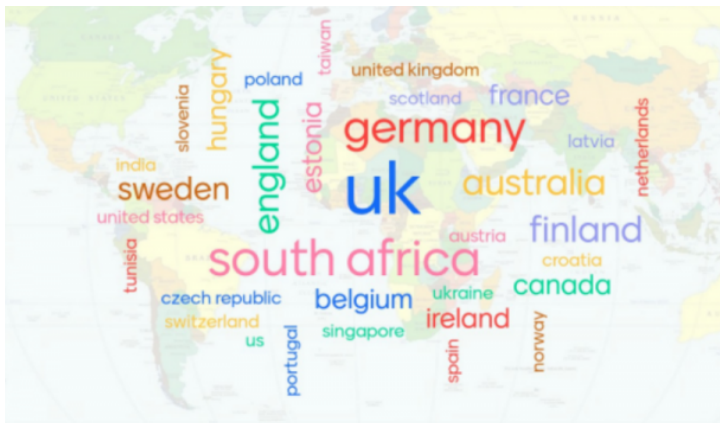 taiwan
united kingdom
poland
hungary
slovenia
scotland
france
england
estonia
germany
netherlands
latvia
india
sweden
uk
australia
united states
finland
tunisia
south africa
austria
croatia
czech republic
belgium
ukraine
canada
switzerland
us
portugal
singapore
ireland
spain
norway